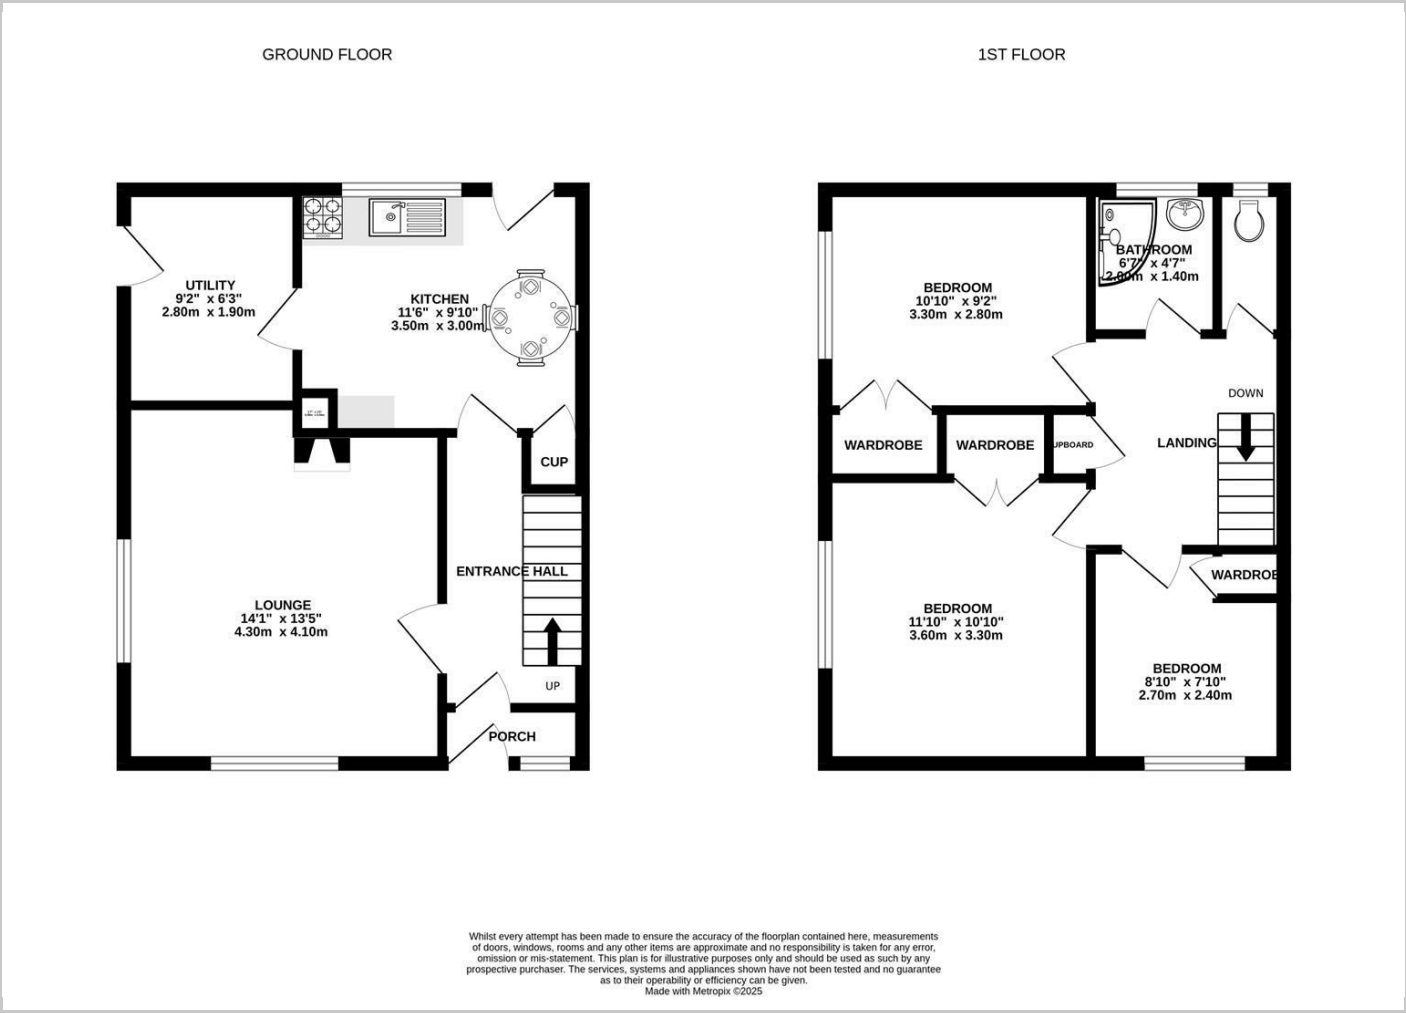 GROUND FLOOR
UTILITY
9'2" x 6'3"
2.80m x 1.90m
KITCHEN
11'6" x 9'10"
3.50m x 3.00m
CUP
ENTRANCE HALL
LOUNGE
14'1" x 13'5"
4.30m x 4.10m
UP
PORCH
1ST FLOOR
BEDROOM
10'10" x 9'2"
3.30m x 2.80m
BATHROOM
6'7" x 4'7"
2.00m x 1.40m
DOWN
WARDROBE
WARDROBE
UPBOARD
LANDING
WARDROBE
BEDROOM
11'10" x 10'10"
3.60m x 3.30m
BEDROOM
8'10" x 7'10"
2.70m x 2.40m
Whilst every attempt has been made to ensure the accuracy of the floorplan contained here, measurements
of doors, windows, rooms and any other items are approximate and no responsibility is taken for any error,
omission or mis-statement. This plan is for illustrative purposes only and should be used as such by any
prospective purchaser. The services, systems and appliances shown have not been tested and no guarantee
as to their operability or efficiency can be given.
Made with Metropix ©2025